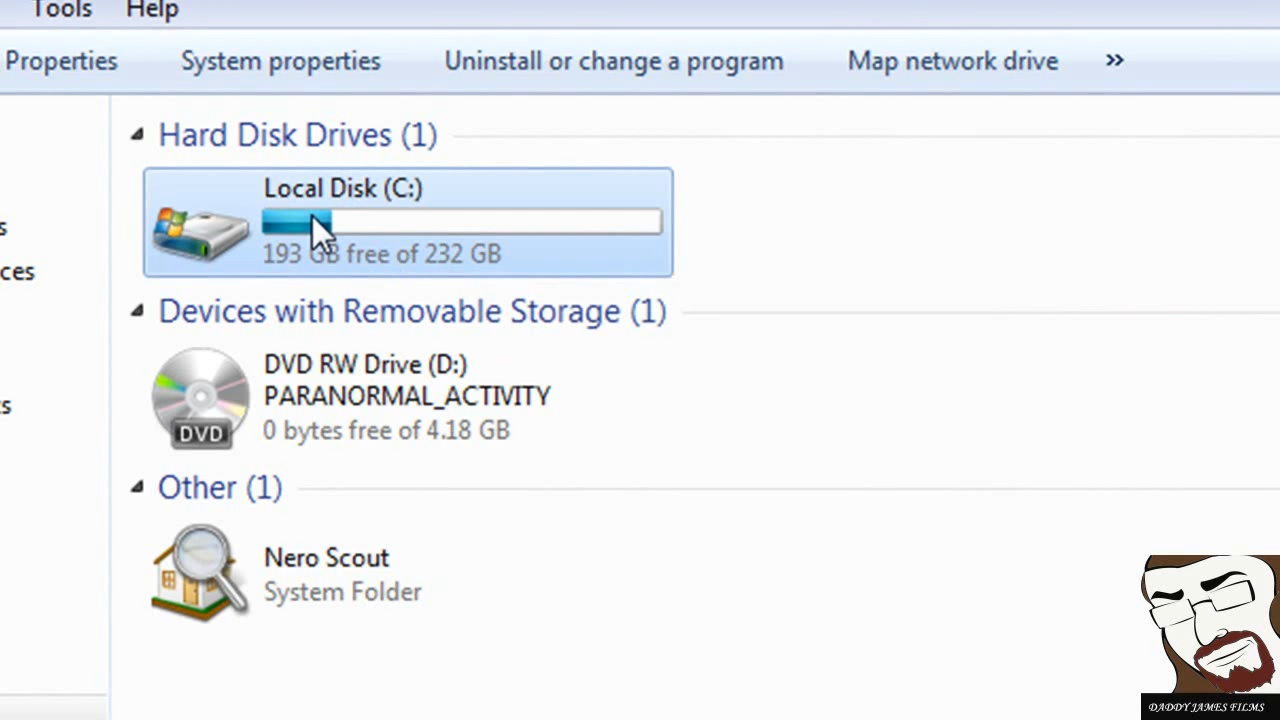 Tools Help
Properties System properties Uninstall or change a program Map network drive »
Hard Disk Drives (1)
Local Disk (C:)
193 GB free of 232 GB
Devices with Removable Storage (1)
DVD RW Drive (D:)
PARANORMAL_ACTIVITY
DVD
0 bytes free of 4.18 GB
Other (1)
Nero Scout
System Folder
DADDY JAMES FILMS